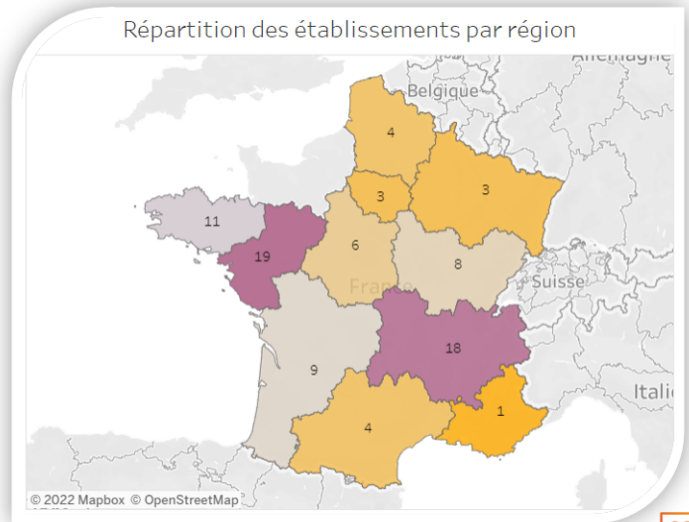 Répartition des établissements par région
Allemagne
Belgique
4
3
3
11
19
6
8
France
Suisse
18
9
Itali
1
4
© 2022 Mapbox © OpenStreetMap